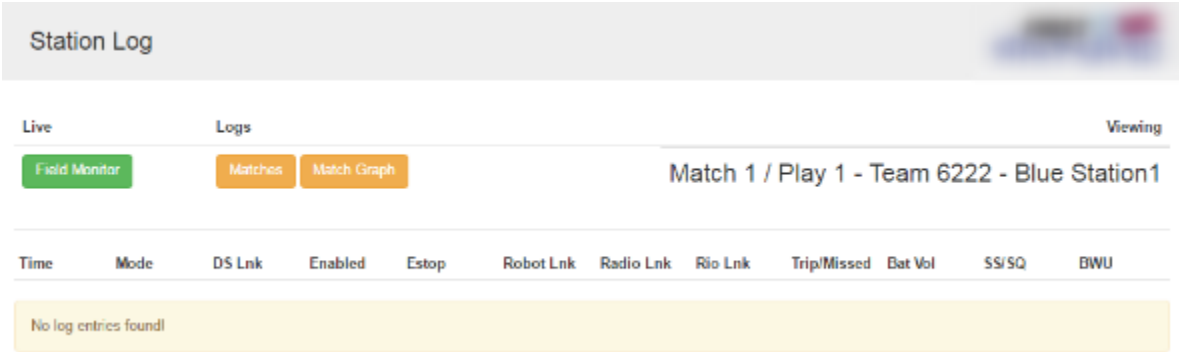 Station Log
Live Logs Viewing
Field Monitor Matches Match Graph Match 1 / Play 1 - Team 6222 - Blue Station1
Time Mode DS Lnk Enabled Estop Robot Lnk Radio Lnk Rio Lnk Trip/Missed Bat Vol SS/SQ BWU
No log entries found!